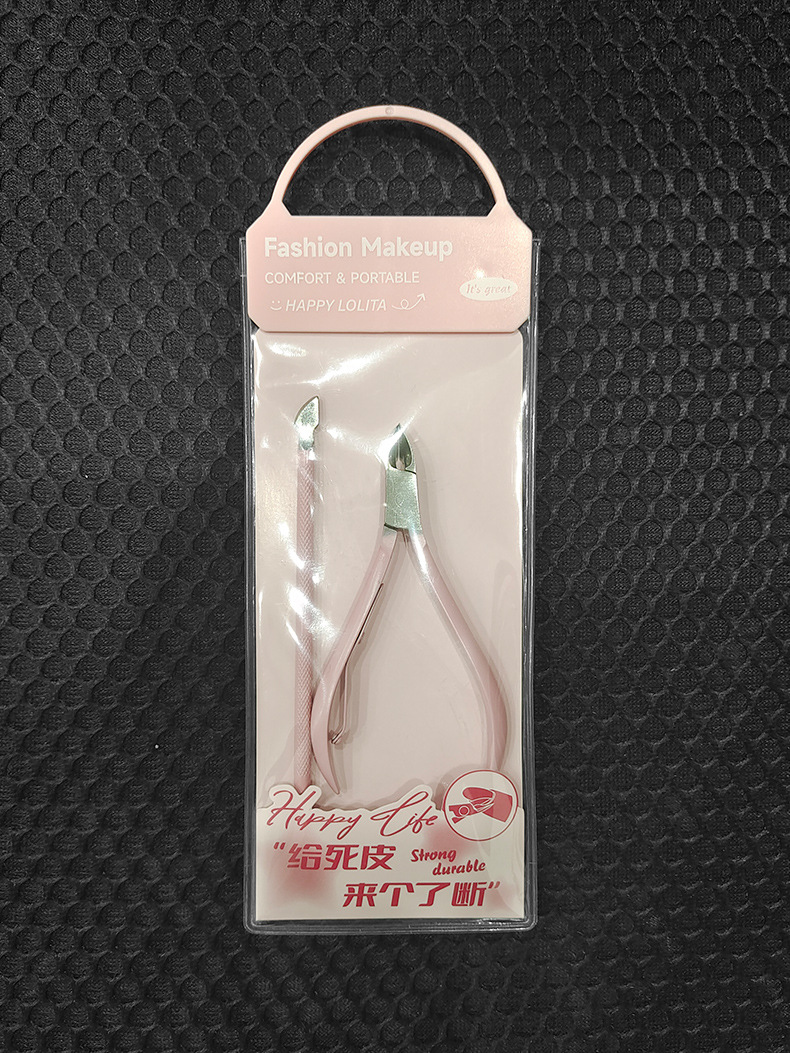 Fashion Makeup
COMFORT & PORTABLE
It's great
HAPPY LOLITA
Happy Life
“给死皮
Strong
durable
来个了断”